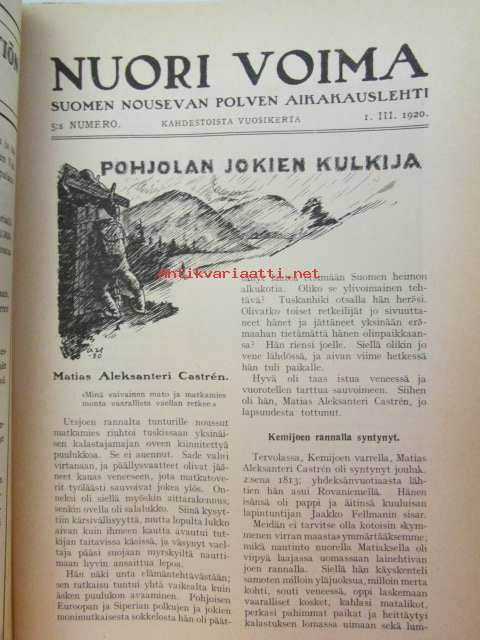 NUORI VOIMA
SUOMEN NOUSEVAN POLVEN AIKAKAUSLEHTI
5:s NUMERO. KAHDESTOISTA VUOSIKERTA 1. III. 1920.
POHJOLAN JOKIEN KULKIJA
Antikvariaatti.net
Matias Aleksanteri Castrén.
»Minä vaivainen mato ja matkamies
monta vaarallista vaellan retkee.»
Utsjoen rannalta tunturille noussut
matkamies riuhtoi tuskissaan yksinäi-
sen kalastajamajan oveen kiinnitettyä
puulukkoa. Se ei auennut. Sade valoi
virtanaan, ja päällysvaatteet olivat jää-
neet kauas veneeseen, jota matkatove-
rit työläästi sauvoivat jokea ylös. On-
neksi oli siellä myöskin aittarakennus;
senkin ovella oli salalukko. Siinä kysyt-
tiin kärsivällisyyttä, mutta lopulta lukko
aivan kuin ihmeen kautta avautui tut-
kijan taitavissa käsissä, ja väsynyt vael-
taja pääsi suojaan myrskyiltä nautti-
maan hyvin ansaittua lepoa.
Hän näki unta elämäntehtävästään;
sen ratkaisu tuntui yhtä vaikealta kuin
äsken puulukon avaaminen. Pohjoisen
Euroopan ja Siperian polkujen ja jokien
monimutkaisesta sokkelosta hän oli päät-
Suomen heimon
alkukotia. Oliko se ylivoimainen teh-
tävä? Tuskanhiki otsalla hän heräsi.
Olivatko toiset retkeilijät jo sivuutta-
neet hänet ja jättäneet yksinään erä-
maahan tietämättä hänen olinpaikkaan-
sa? Hän riensi joelle. Siellä olikin jo
vene lähdössä, ja aivan viime hetkessä
hän tuli paikalle.
Hyvä oli taas istua veneessä ja
vuorotellen tarttua sauvoimeen. Siihen
oli hän, Matias Aleksanteri Castrén, jo
lapsuudesta tottunut.
Kemijoen rannalla syntynyt.
Tervolassa, Kemijoen varrella, Matias
Aleksanteri Castrén oli syntynyt jouluk.
2:sena 1813; yhdeksänvuotiaasta läh-
tien hän asui Rovaniemellä. Hänen
isänsä oli pappi ja äitinsä kuuluisan
lapintuntijan Jaakko Fellmanin sisar.
Meidän ei tarvitse olla kotoisin skym-
menen virran maastas ymmärtääksemme,
mikä nautinto nuorella Matiaksella oli
virpyä laajassa uomassaan lainehtivan
joen rannalla. Siellä hän käyskenteli
samoten milloin yläjuoksua, milloin merta
kohti, souti veneessä, oppi laskemaan
vaaralliset kosket, kahlasi matalikot,
perkasi pahimmat paikat ja heittäytyi
kalastuksen lomassa uimaan sekä lum-